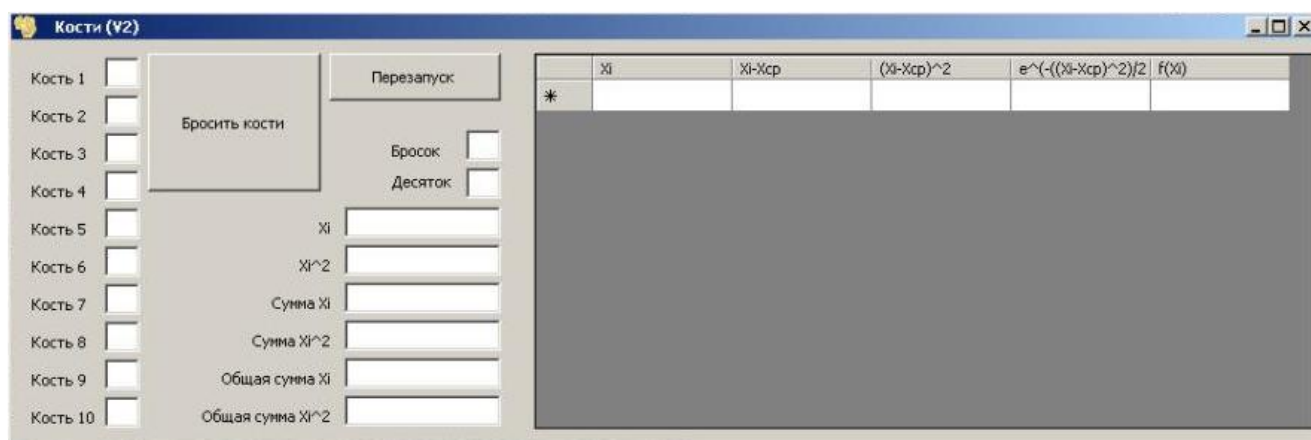 Кости (V2)
Кость 1
Кость 2
Кость 3
Кость 4
Кость 5
Кость 6
Кость 7
Кость 8
Кость 9
Кость 10
Бросить кости
Перезапуск
Бросок
Десяток
Xi
Xi^2
Сумма Xi
Сумма Xi^2
Общая сумма Xi
Общая сумма Xi^2
Xi Xi-Xcp (Xi-Xcp)^2 e^(-((Xi-Xcp)^2)/2 f(Xi)